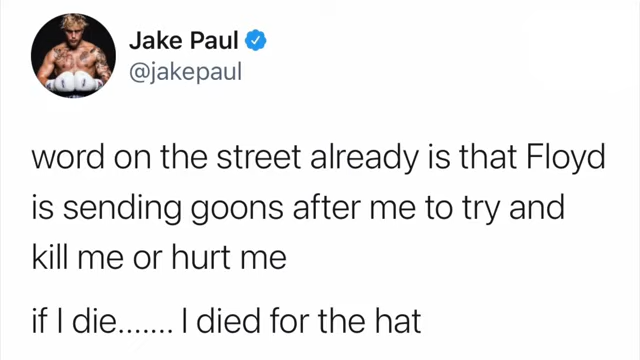 Jake Paul
@jakepaul
word on the street already is that Floyd
is sending goons after me to try and
kill me or hurt me
if I die....... I died for the hat